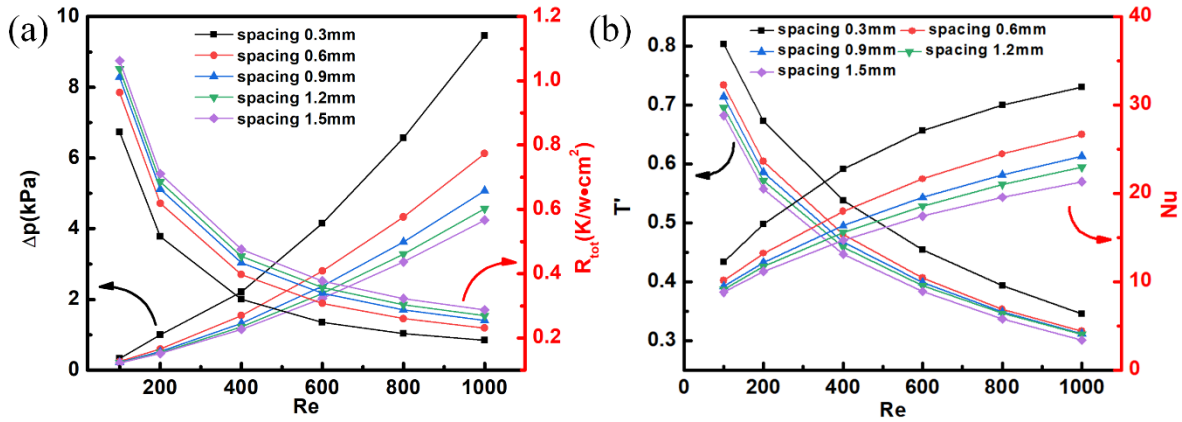 (a)
10
8
6
4
2
0
Δp(kPa)
spacing 0.3mm
spacing 0.6mm
spacing 0.9mm
spacing 1.2mm
spacing 1.5mm
1.2
1.0
0.8
0.6
0.4
0.2
R_tot(K/w•cm²)
200 400 600 800 1000
Re
(b)
0.8
0.7
0.6
0.5
0.4
0.3
T'
spacing 0.3mm spacing 0.6mm
spacing 0.9mm spacing 1.2mm
spacing 1.5mm
40
30
20
10
0
Nu
0 200 400 600 800 1000
Re